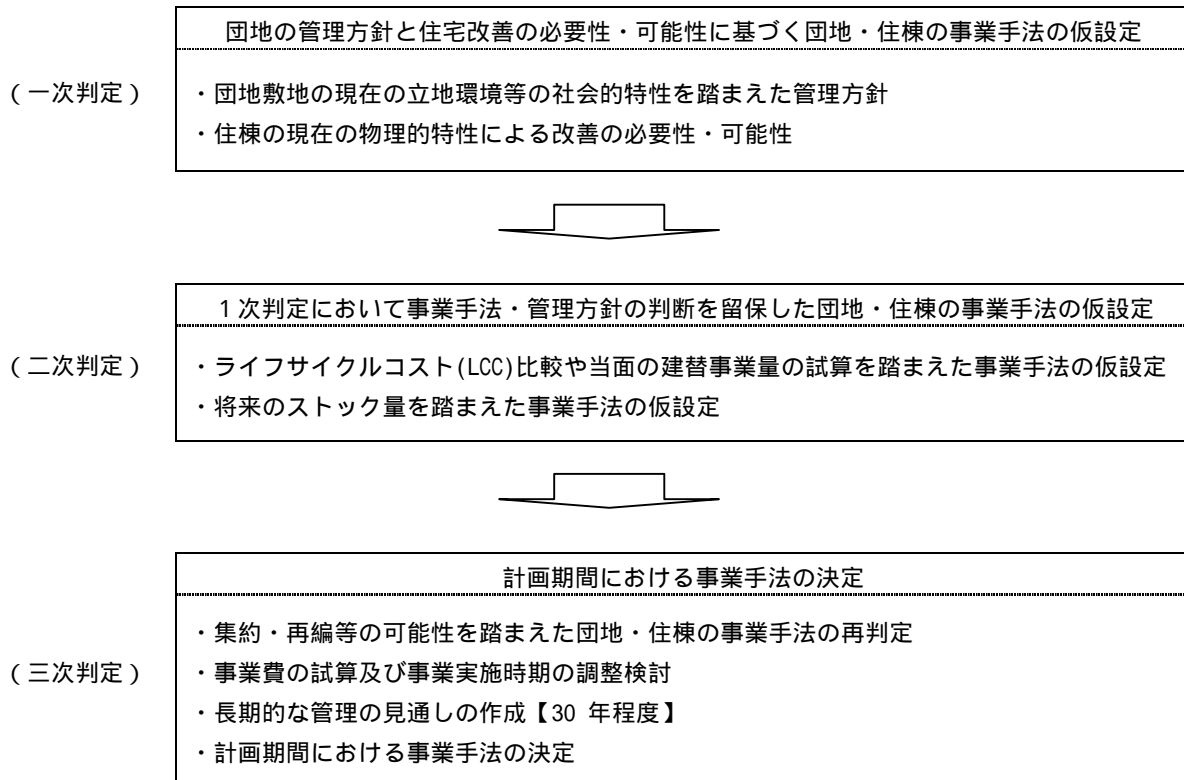 団地の管理方針と住宅改善の必要性・可能性に基づく団地・住棟の事業手法の仮設定
(一次判定)
・団地敷地の現在の立地環境等の社会的特性を踏まえた管理方針
・住棟の現在の物理的特性による改善の必要性・可能性
1次判定において事業手法・管理方針の判断を留保した団地・住棟の事業手法の仮設定
(二次判定)
・ライフサイクルコスト(LCC)比較や当面の建替事業量の試算を踏まえた事業手法の仮設定
・将来のストック量を踏まえた事業手法の仮設定
計画期間における事業手法の決定
(三次判定)
・集約・再編等の可能性を踏まえた団地・住棟の事業手法の再判定
・事業費の試算及び事業実施時期の調整検討
・長期的な管理の見通しの作成【30 年程度】
・計画期間における事業手法の決定